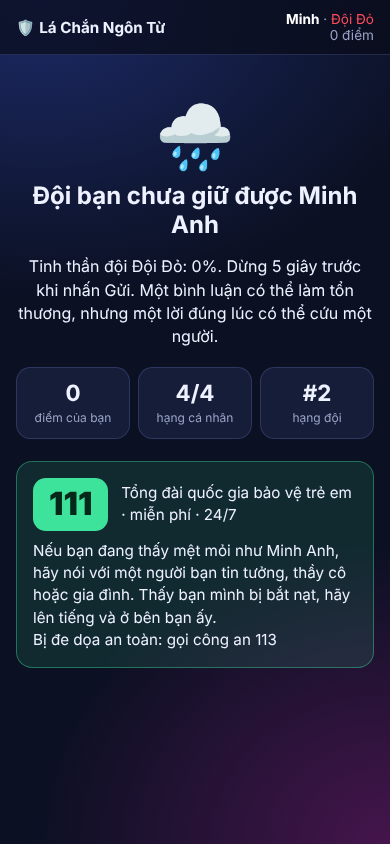 Lá Chắn Ngôn Từ
Minh · Đội Đỏ
0 điểm
Đội bạn chưa giữ được Minh
Anh
Tinh thần đội Đội Đỏ: 0%. Dừng 5 giây trước
khi nhấn Gửi. Một bình luận có thể làm tổn
thương, nhưng một lời đúng lúc có thể cứu một
người.
0
điểm của bạn
4/4
hạng cá nhân
#2
hạng đội
111
Tổng đài quốc gia bảo vệ trẻ em
· miễn phí · 24/7
Nếu bạn đang thấy mệt mỏi như Minh Anh,
hãy nói với một người bạn tin tưởng, thầy cô
hoặc gia đình. Thấy bạn mình bị bắt nạt, hãy
lên tiếng và ở bên bạn ấy.
Bị đe dọa an toàn: gọi công an 113